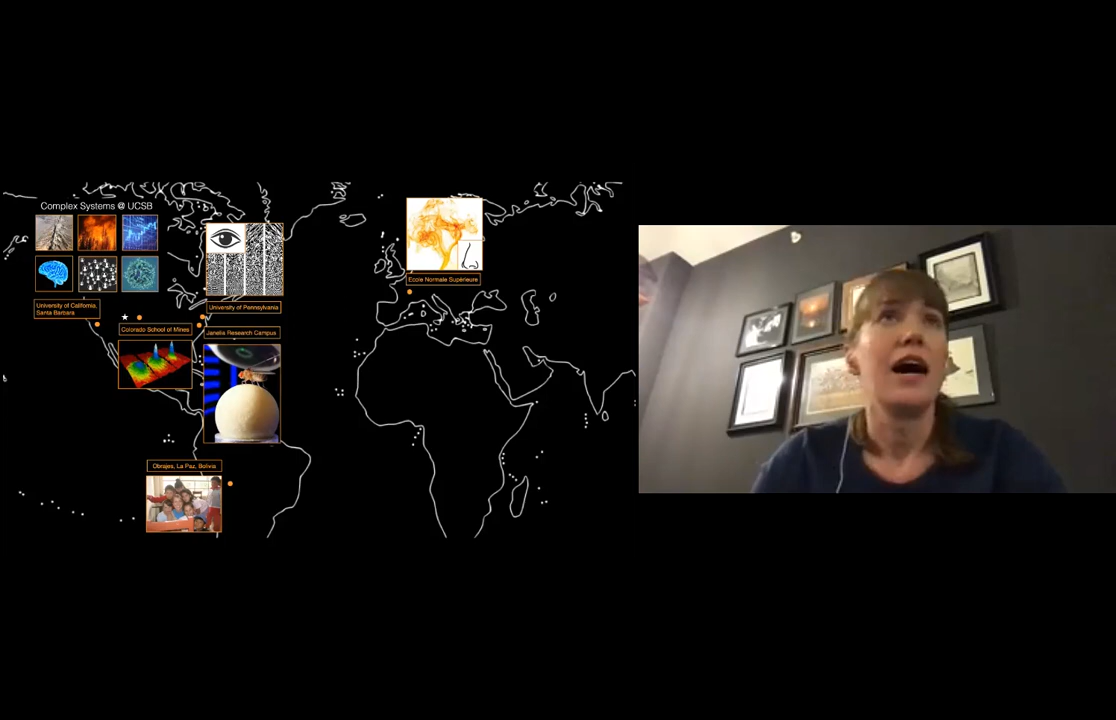 Complex Systems @ UCSB
University of California,
Santa Barbara
Colorado School of Mines
University of Pennsylvania
Janelia Research Campus
Ecole Normale Supérieure
Obrajes, La Paz, Bolivia